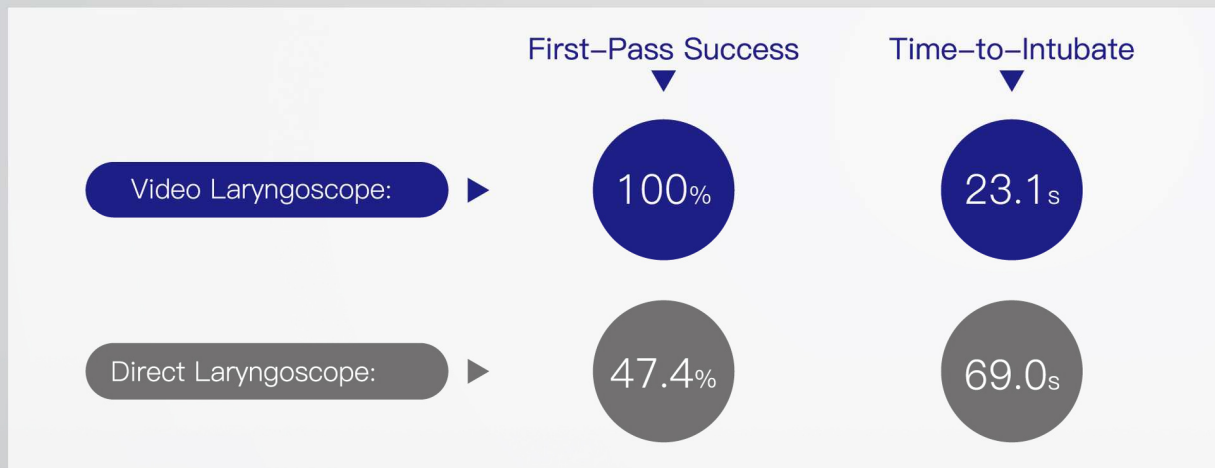 First-Pass Success
Time-to-Intubate
Video Laryngoscope:
100%
23.1s
Direct Laryngoscope:
47.4%
69.0s